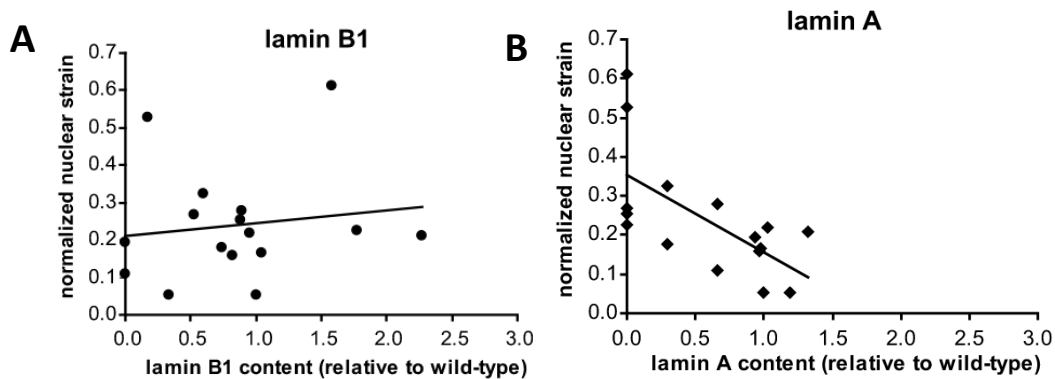 A
lamin B1
normalized nuclear strain
0.7
0.6
0.5
0.4
0.3
0.2
0.1
0.0
0.0 0.5 1.0 1.5 2.0 2.5 3.0
lamin B1 content (relative to wild-type)
B
lamin A
normalized nuclear strain
0.7
0.6
0.5
0.4
0.3
0.2
0.1
0.0
0.0 0.5 1.0 1.5 2.0 2.5 3.0
lamin A content (relative to wild-type)